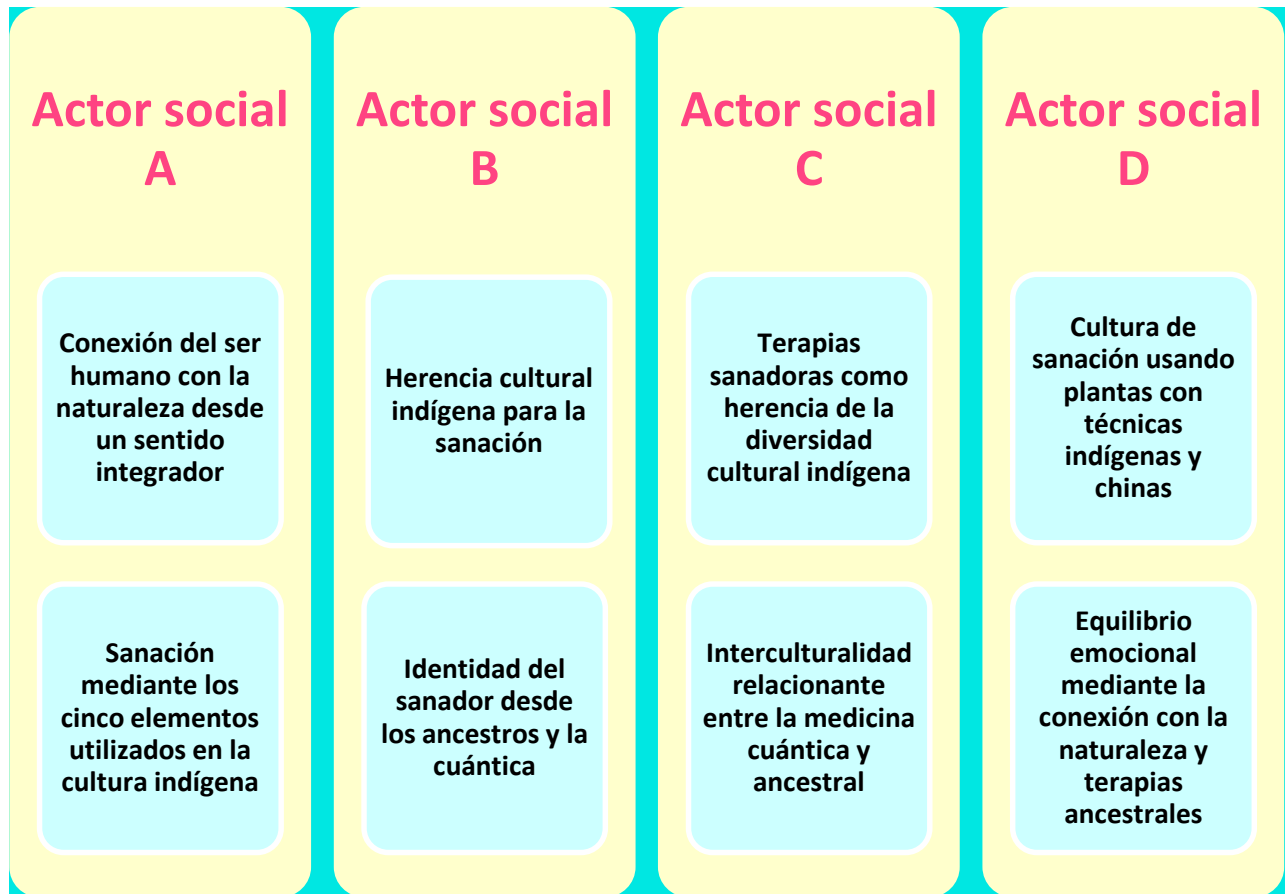 Actor social
A
Conexión del ser
humano con la
naturaleza desde
un sentido
integrador
Sanación
mediante los
cinco elementos
utilizados en la
cultura indígena
Actor social
B
Herencia cultural
indígena para la
sanación
Identidad del
sanador desde
los ancestros y la
cuántica
Actor social
C
Terapias
sanadoras como
herencia de la
diversidad
cultural indígena
Interculturalidad
relacionante
entre la medicina
cuántica y
ancestral
Actor social
D
Cultura de
sanación usando
plantas con
técnicas
indígenas y
chinas
Equilibrio
emocional
mediante la
conexión con la
naturaleza y
terapias
ancestrales